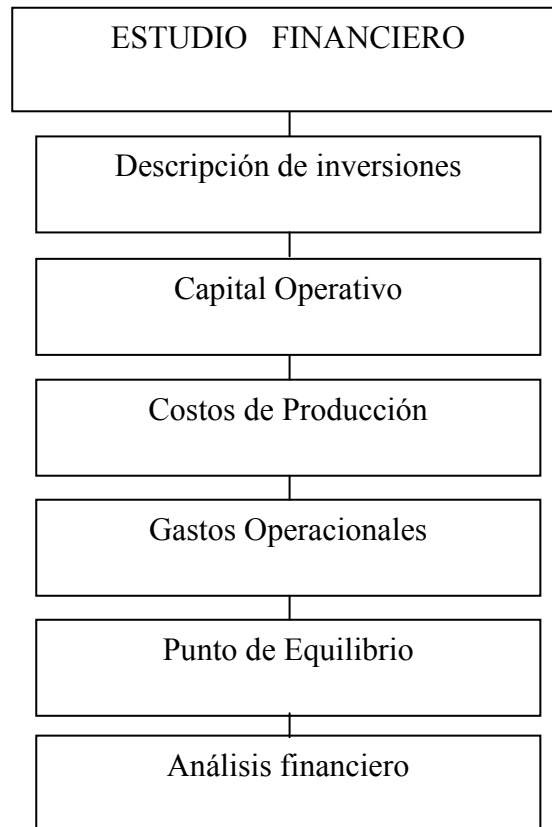 ESTUDIO FINANCIERO
Descripción de inversiones
Capital Operativo
Costos de Producción
Gastos Operacionales
Punto de Equilibrio
Análisis financiero